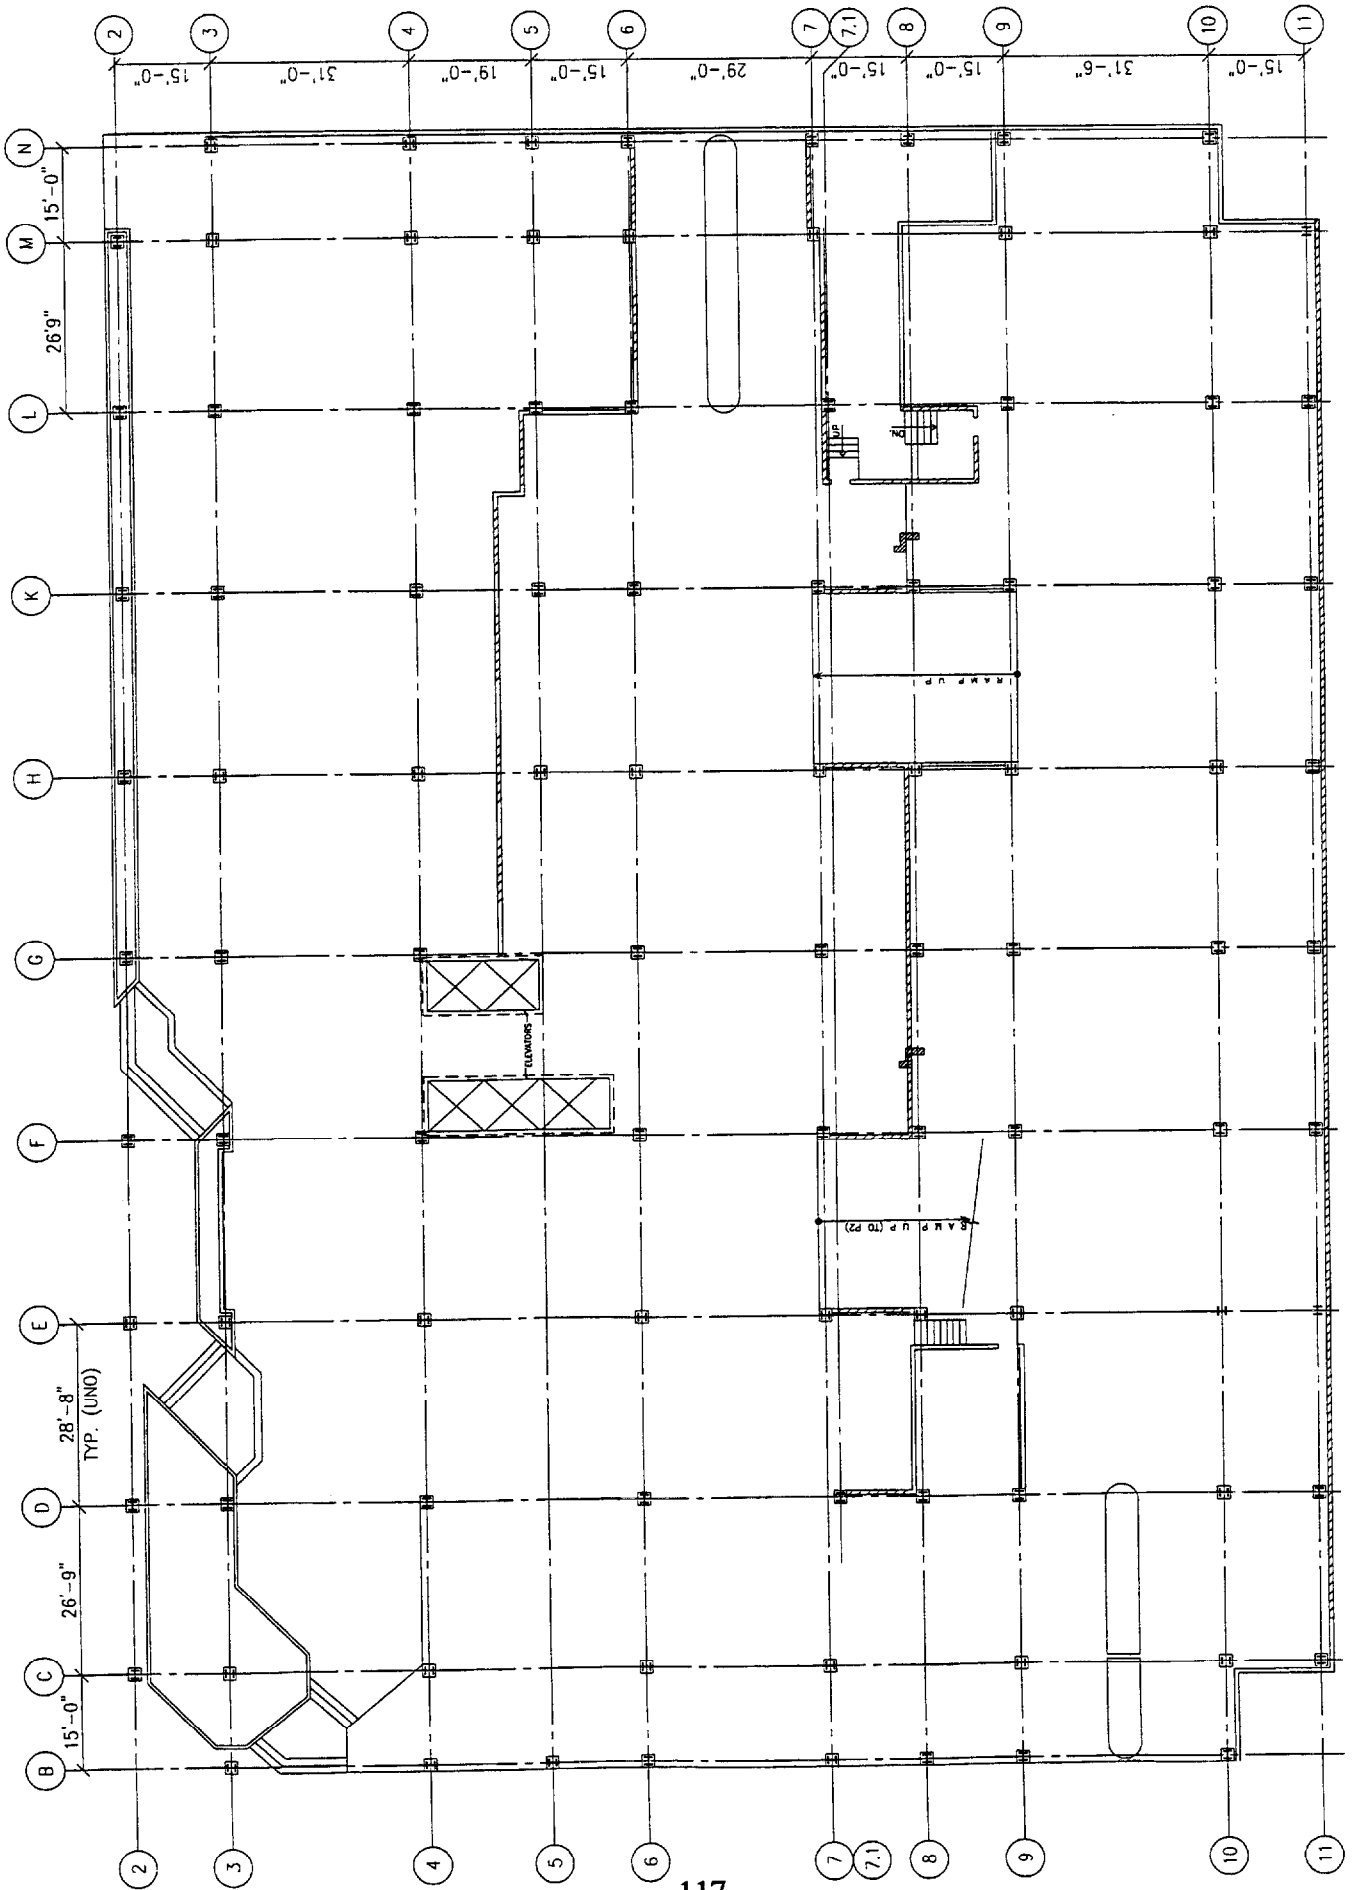 2
3
4
5
6
7
7.1
8
9
10
11
15'-0"
31'-0"
19'-0"
15'-0"
29'-0"
15'-0"
15'-0"
31'-6"
15'-0"
N
15'-0"
M
26'9"
L
UP
DN.
K
RAMP UP
H
G
ELEVATORS
F
RAMP UP (TO P2)
E
28'-8"
TYP. (UNO)
D
26'-9"
C
15'-0"
B
2
3
4
5
6
7
7.1
8
9
10
11
117